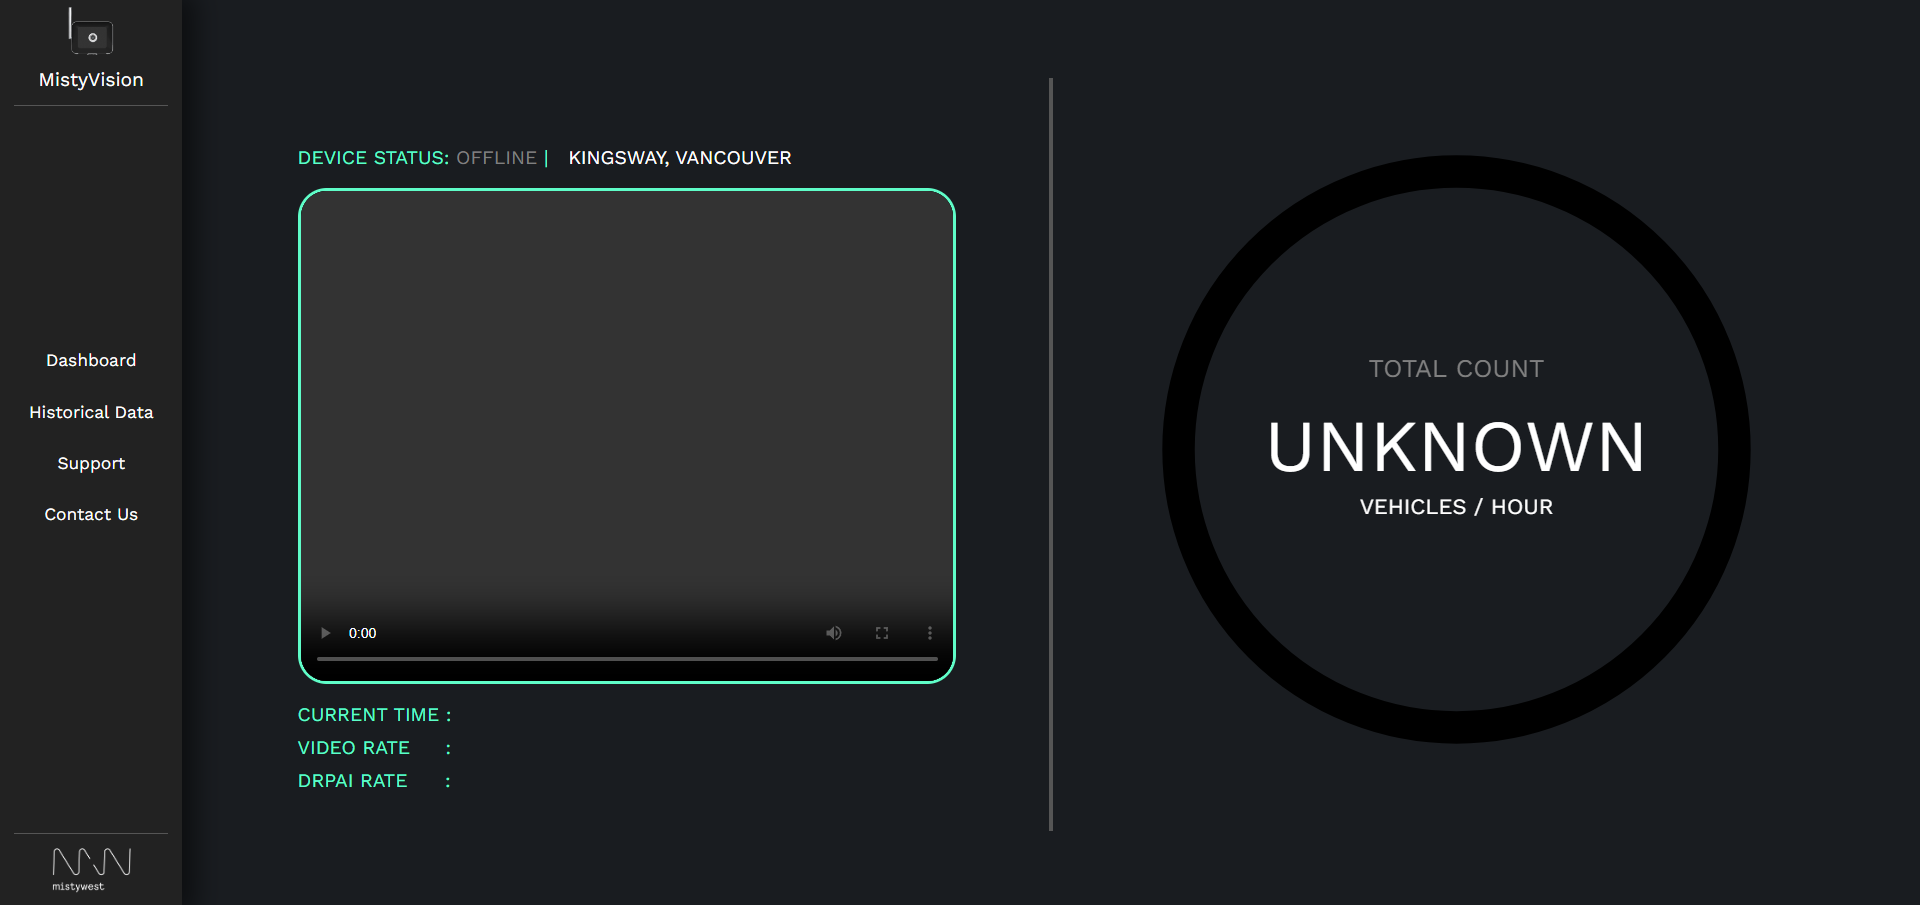 MistyVision
Dashboard
Historical Data
Support
Contact Us
mistywest
DEVICE STATUS: OFFLINE | KINGSWAY, VANCOUVER
0:00
CURRENT TIME :
VIDEO RATE :
DRPAI RATE :
TOTAL COUNT
UNKNOWN
VEHICLES / HOUR